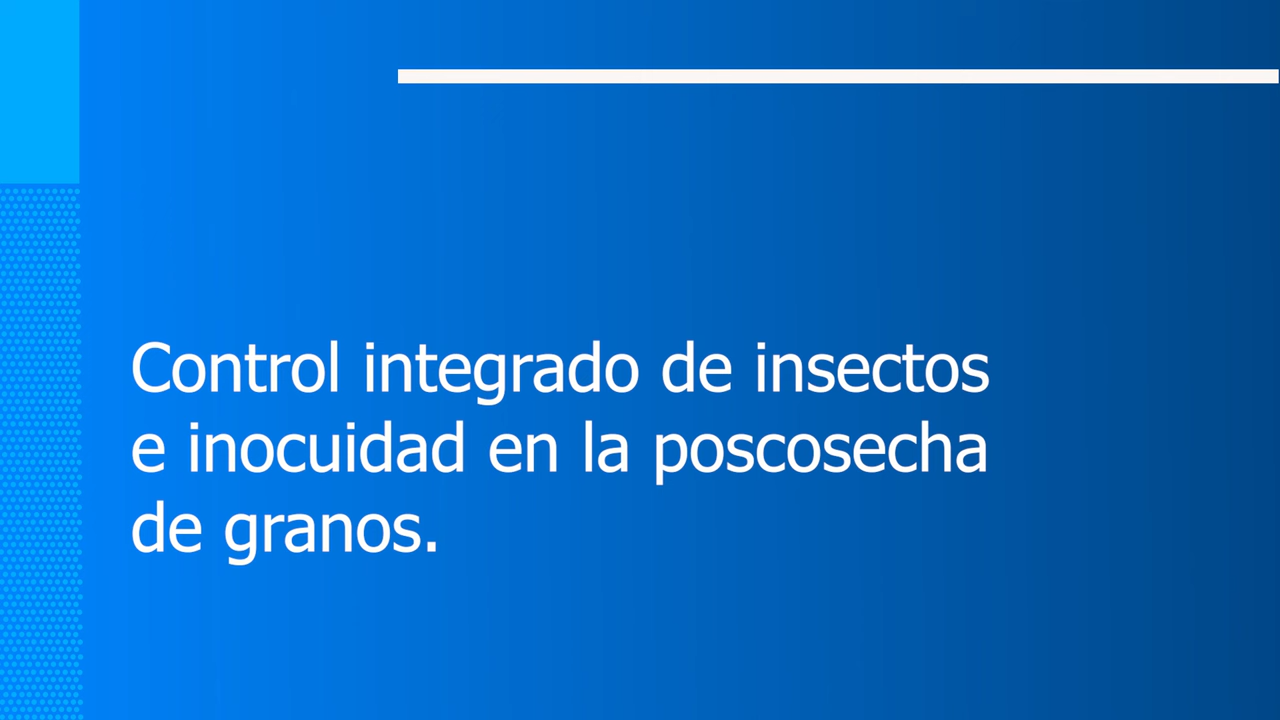 Control integrado de insectos
e inocuidad en la poscosecha
de granos.